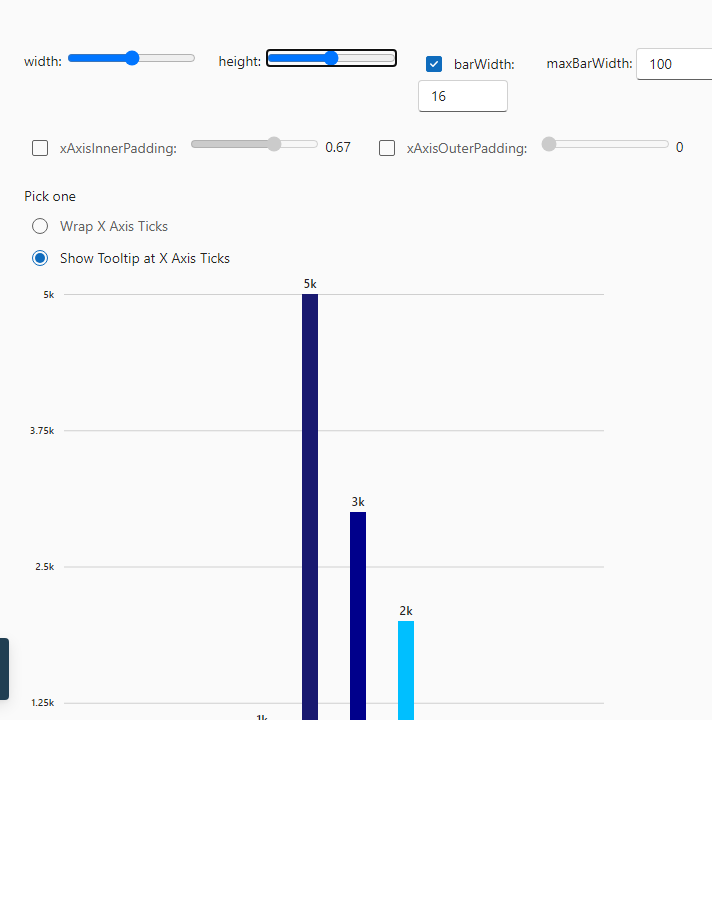 width: height: barWidth: maxBarWidth: 100
16
xAxisInnerPadding: 0.67 xAxisOuterPadding: 0
Pick one
Wrap X Axis Ticks
Show Tooltip at X Axis Ticks
5k
5k
3.75k
3k
2.5k
2k
1.25k
1k